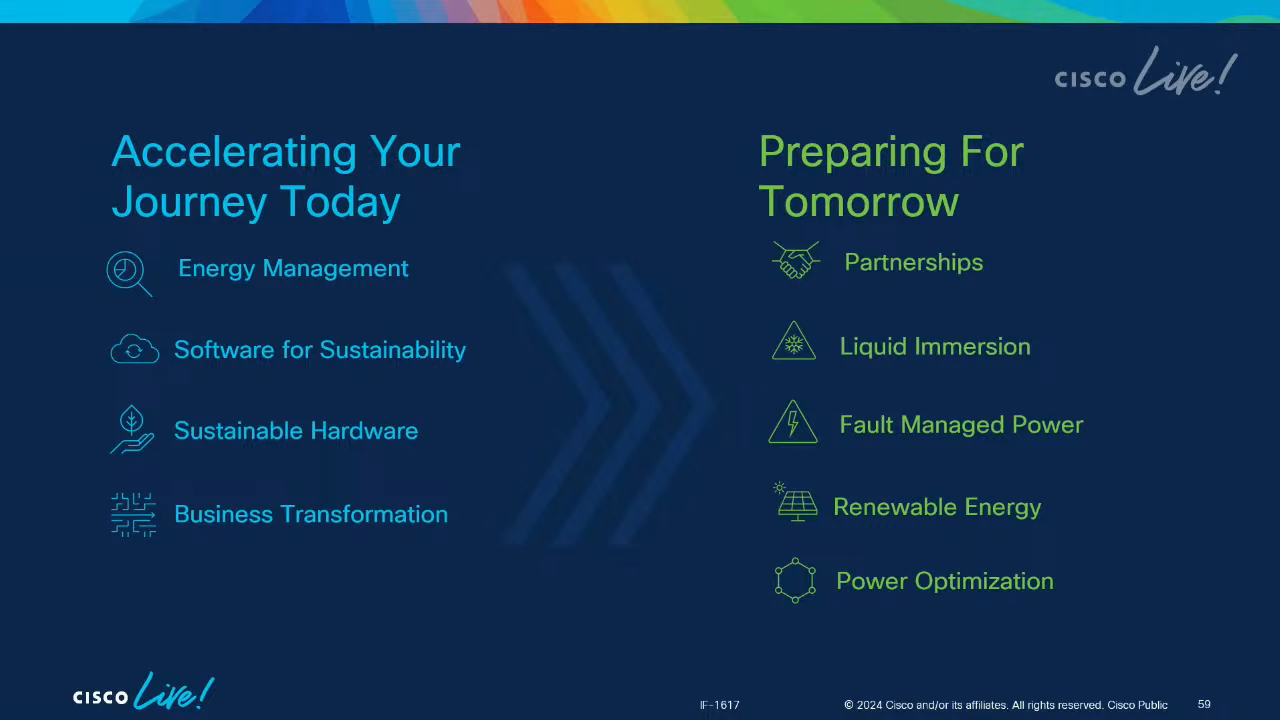 CISCO Live!
Accelerating Your
Journey Today
Energy Management
Software for Sustainability
Sustainable Hardware
Business Transformation
Preparing For
Tomorrow
Partnerships
Liquid Immersion
Fault Managed Power
Renewable Energy
Power Optimization
CISCO Live!
IF-1617
© 2024 Cisco and/or its affiliates. All rights reserved. Cisco Public
59